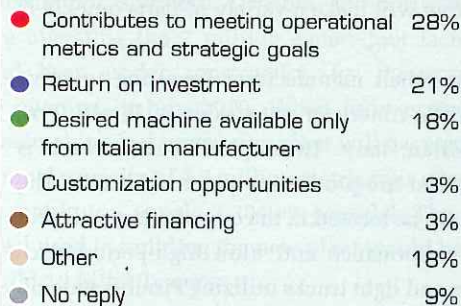 Contributes to meeting operational 28%
metrics and strategic goals
Return on investment 21%
Desired machine available only 18%
from Italian manufacturer
Customization opportunities 3%
Attractive financing 3%
Other 18%
No reply 9%